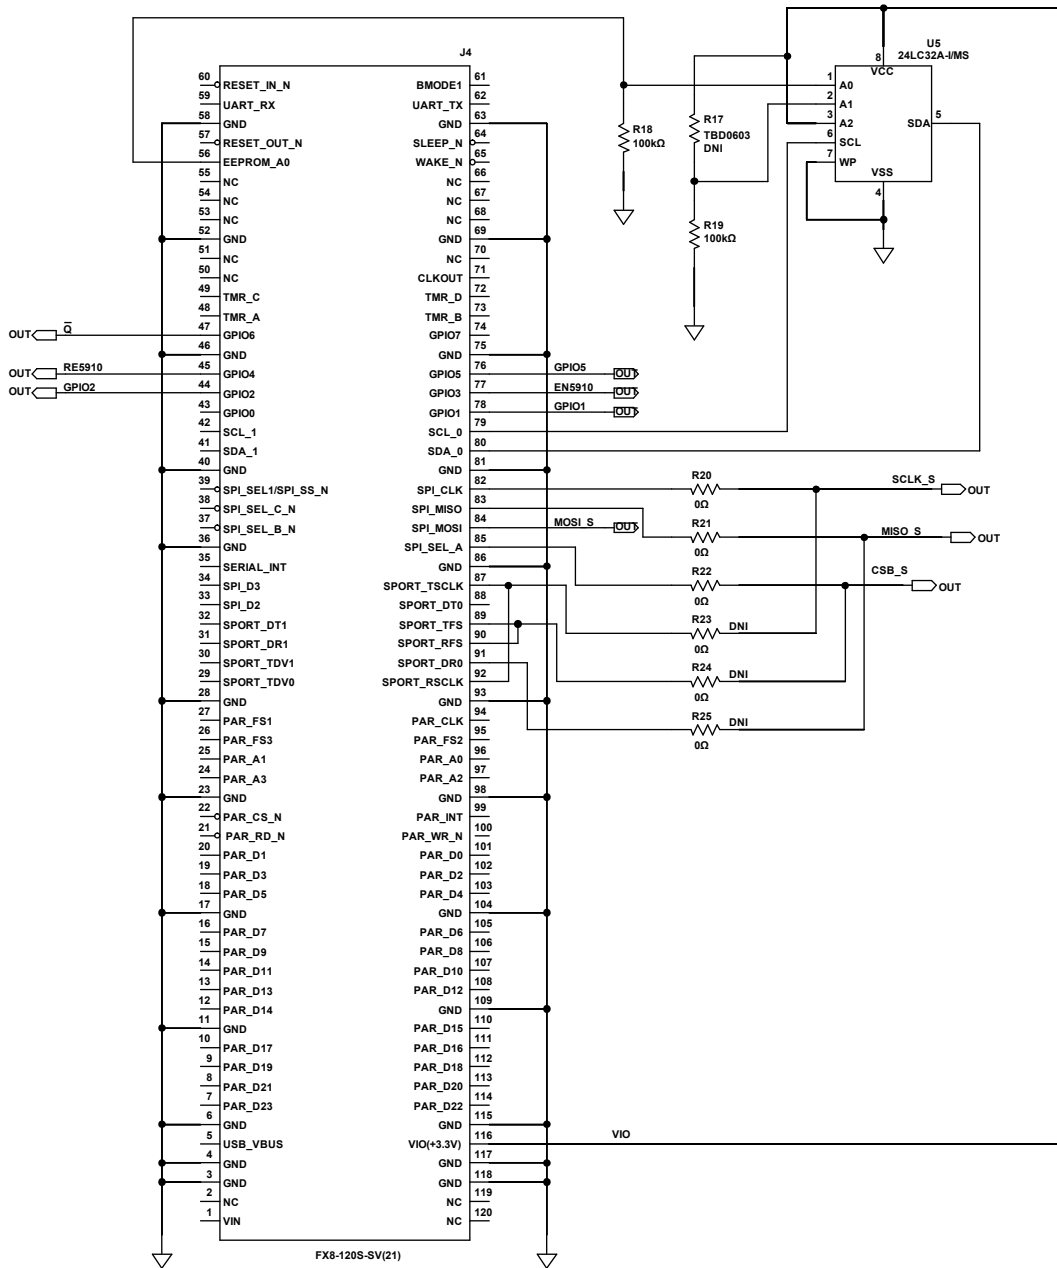 J4
60 RESET_IN_N BMODE1 61
59 UART_RX UART_TX 62
58 GND GND 63
57 RESET_OUT_N SLEEP_N 64
56 EEPROM_A0 WAKE_N 65
55 NC NC 66
54 NC NC 67
53 NC NC 68
52 GND GND 69
51 NC NC 70
50 NC CLKOUT 71
49 TMR_C TMR_D 72
48 TMR_A TMR_B 73
OUT Q̅ 47 GPIO6 GPIO7 74
46 GND GND 75
OUT RE5910 45 GPIO4 GPIO5 76 GPIO5 OUT
OUT GPIO2 44 GPIO2 GPIO3 77 EN5910 OUT
43 GPIO0 GPIO1 78 GPIO1 OUT
42 SCL_1 SCL_0 79
41 SDA_1 SDA_0 80
40 GND GND 81
39 SPI_SEL1/SPI_SS_N SPI_CLK 82
38 SPI_SEL_C_N SPI_MISO 83
37 SPI_SEL_B_N SPI_MOSI 84 MOSI_S OUT
36 GND SPI_SEL_A 85
35 SERIAL_INT GND 86
34 SPI_D3 SPORT_TSCLK 87
33 SPI_D2 SPORT_DT0 88
32 SPORT_DT1 SPORT_TFS 89
31 SPORT_DR1 SPORT_RFS 90
30 SPORT_TDV1 SPORT_DR0 91
29 SPORT_TDV0 SPORT_RSCLK 92
28 GND GND 93
27 PAR_FS1 PAR_CLK 94
26 PAR_FS3 PAR_FS2 95
25 PAR_A1 PAR_A0 96
24 PAR_A3 PAR_A2 97
23 GND GND 98
22 PAR_CS_N PAR_INT 99
21 PAR_RD_N PAR_WR_N 100
20 PAR_D1 PAR_D0 101
19 PAR_D3 PAR_D2 102
18 PAR_D5 PAR_D4 103
17 GND GND 104
16 PAR_D7 PAR_D6 105
15 PAR_D9 PAR_D8 106
14 PAR_D11 PAR_D10 107
13 PAR_D13 PAR_D12 108
12 PAR_D14 GND 109
11 GND PAR_D15 110
10 PAR_D17 PAR_D16 111
9 PAR_D19 PAR_D18 112
8 PAR_D21 PAR_D20 113
7 PAR_D23 PAR_D22 114
6 GND GND 115
5 USB_VBUS VIO(+3.3V) 116 VIO
4 GND GND 117
3 GND GND 118
2 NC NC 119
1 VIN NC 120
FX8-120S-SV(21)
R18
100kΩ
R17
TBD0603
DNI
R19
100kΩ
U5
24LC32A-I/MS
8
VCC
1 A0
2 A1
3 A2 SDA 5
6 SCL
7 WP
VSS
4
R20
0Ω
SCLK_S OUT
R21
0Ω
MISO_S OUT
R22
0Ω
CSB_S OUT
R23 DNI
0Ω
R24 DNI
0Ω
R25 DNI
0Ω